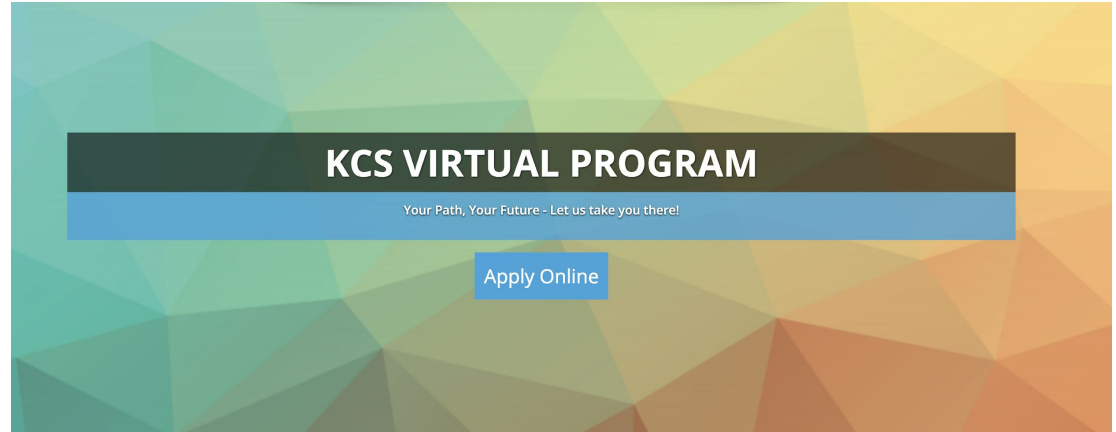 KCS VIRTUAL PROGRAM
Your Path, Your Future - Let us take you there!
Apply Online